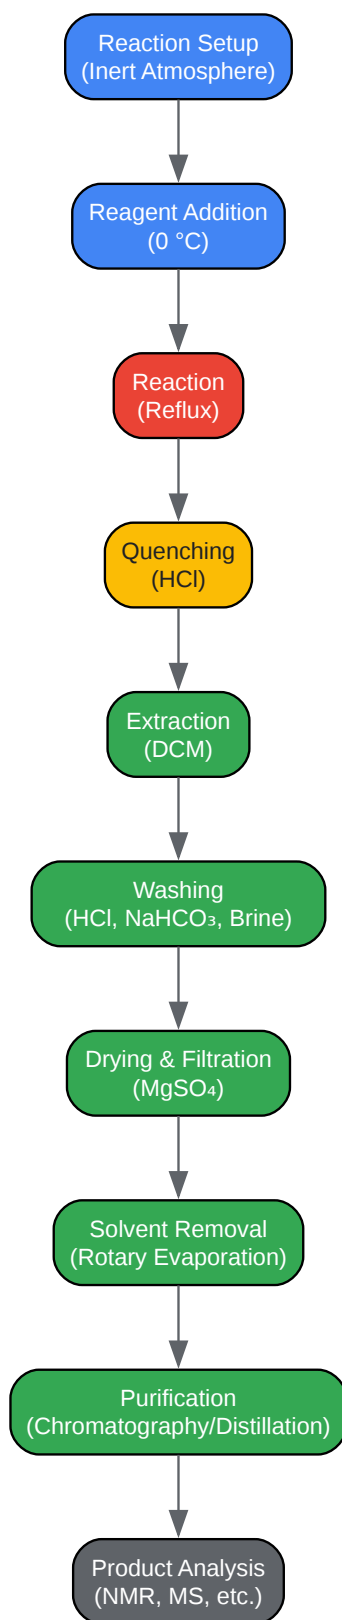 Reaction Setup
(Inert Atmosphere)
Reagent Addition
(0 °C)
Reaction
(Reflux)
Quenching
(HCl)
Extraction
(DCM)
Washing
(HCl, NaHCO₃, Brine)
Drying & Filtration
(MgSO₄)
Solvent Removal
(Rotary Evaporation)
Purification
(Chromatography/Distillation)
Product Analysis
(NMR, MS, etc.)